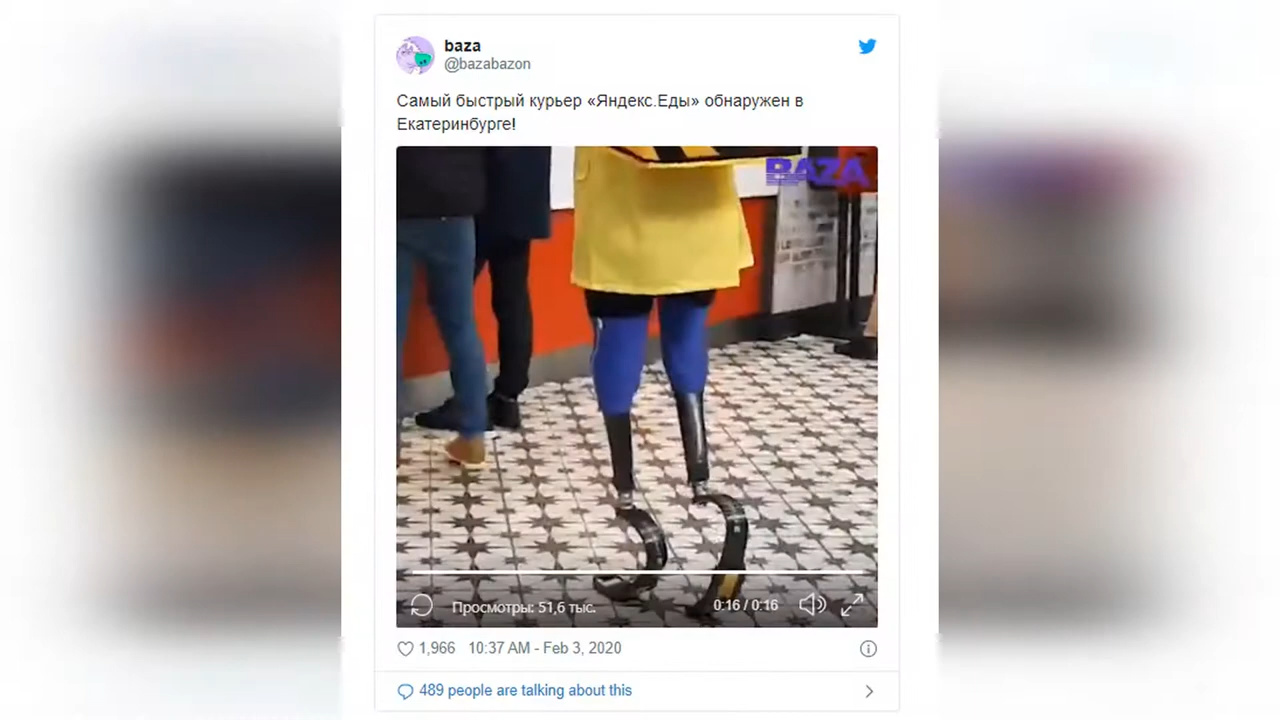 baza
@bazabazon
Самый быстрый курьер «Яндекс.Еды» обнаружен в
Екатеринбурге!
BAZA
Просмотры: 51,6 тыс.
0:16 / 0:16
1,966 10:37 AM - Feb 3, 2020
489 people are talking about this